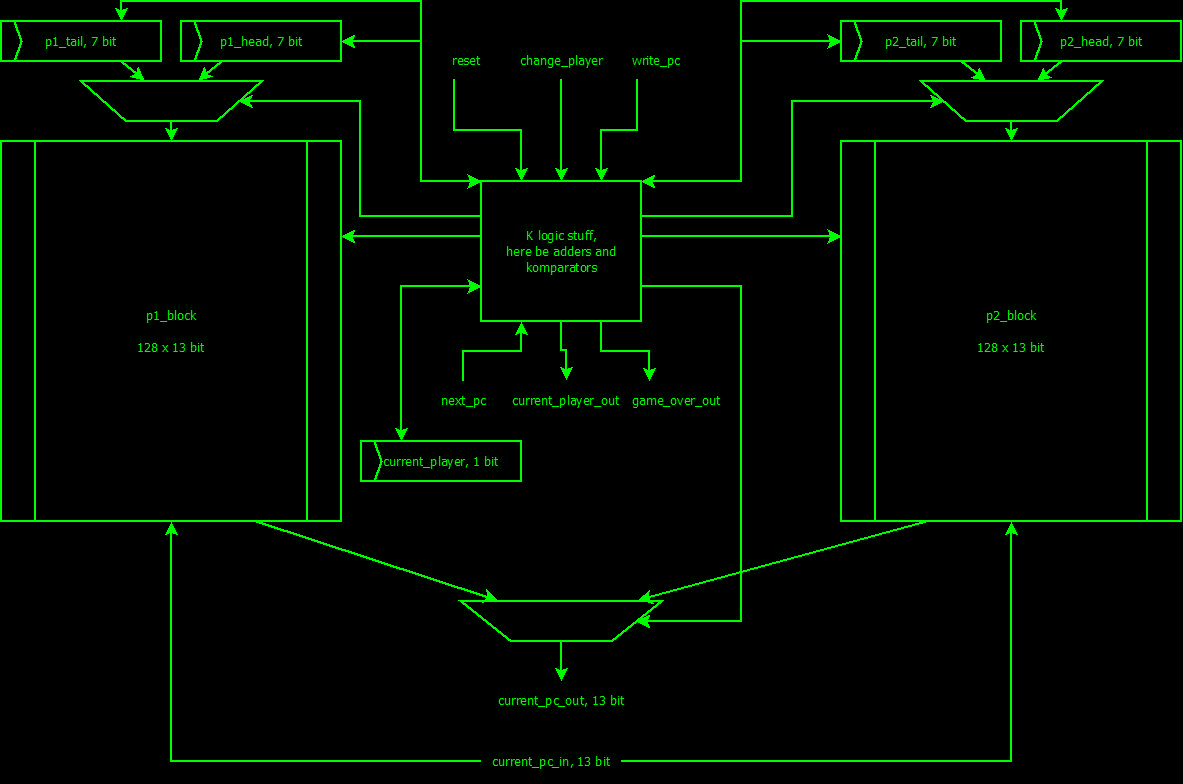 p1_tail, 7 bit
p1_head, 7 bit
p2_tail, 7 bit
p2_head, 7 bit
reset
change_player
write_pc
K logic stuff,
here be adders and
komparators
p1_block
128 x 13 bit
p2_block
128 x 13 bit
next_pc
current_player_out
game_over_out
current_player, 1 bit
current_pc_out, 13 bit
current_pc_in, 13 bit